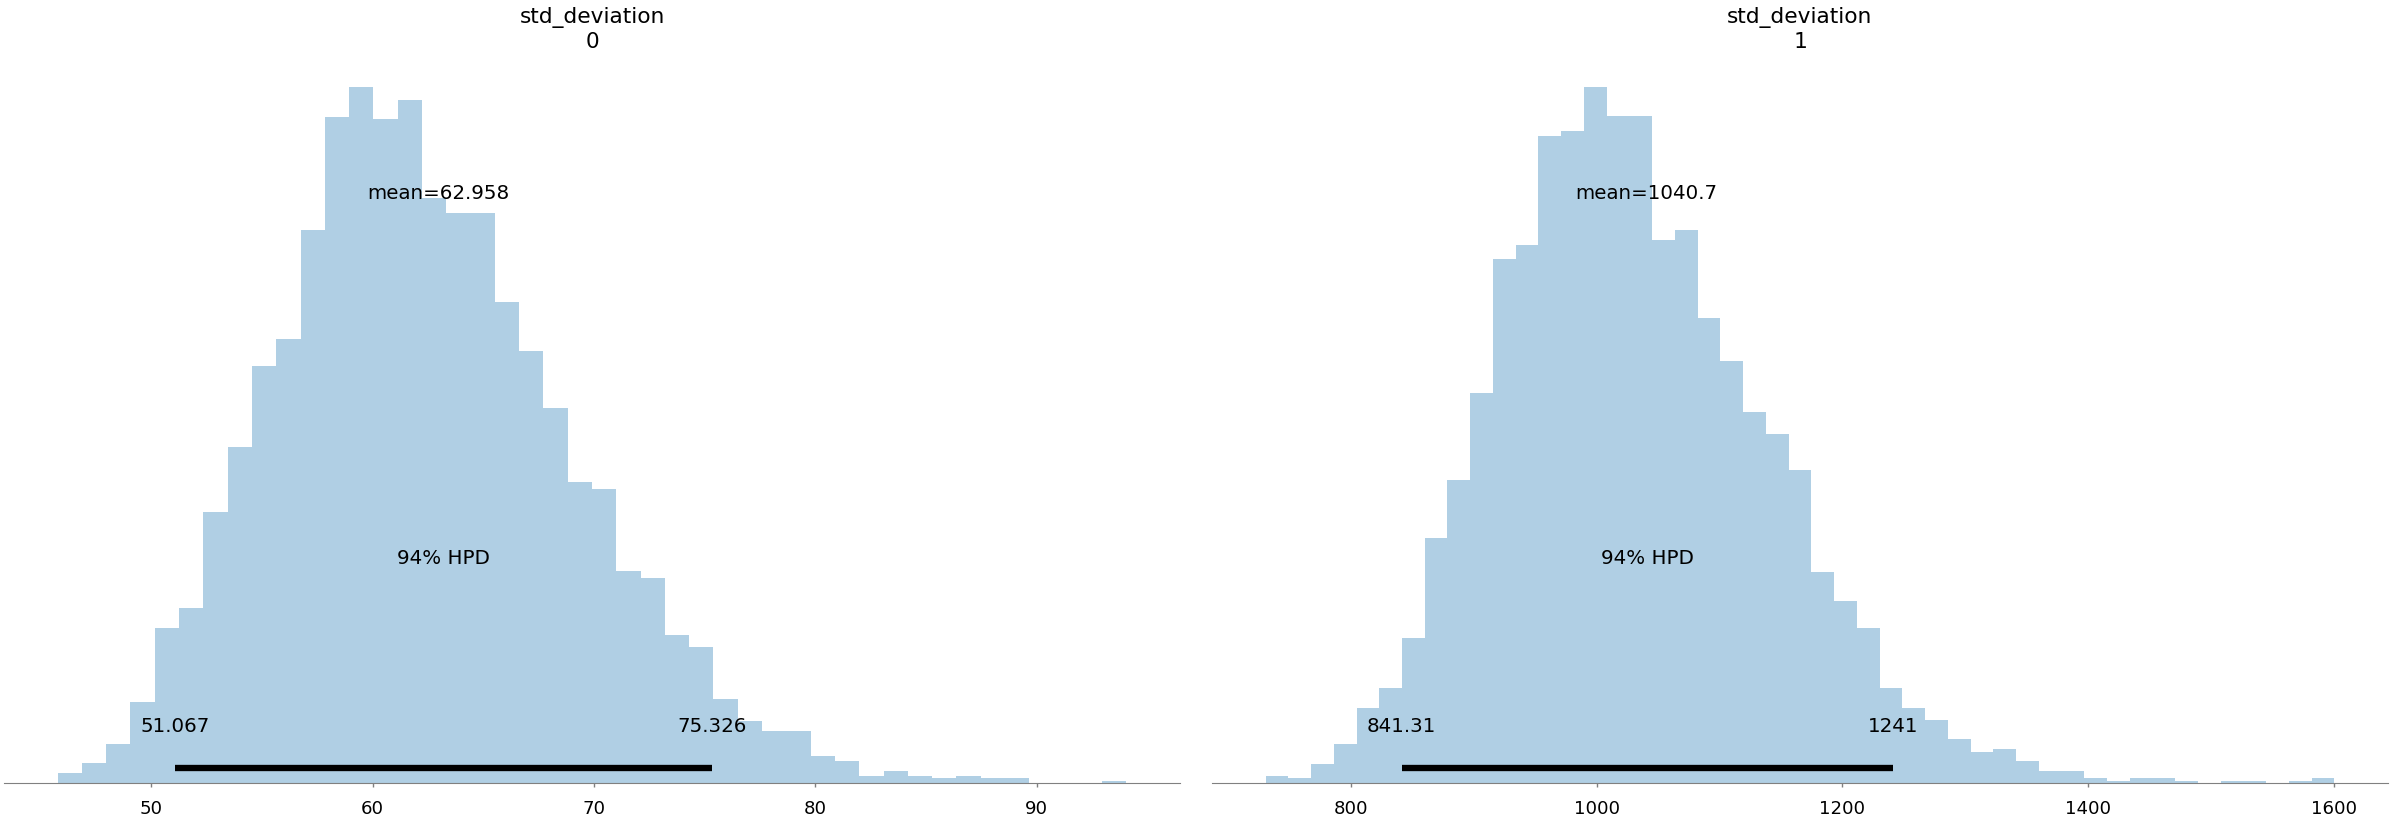 std_deviation
0
mean=62.958
94% HPD
51.067
75.326
50
60
70
80
90
std_deviation
1
mean=1040.7
94% HPD
841.31
1241
800
1000
1200
1400
1600